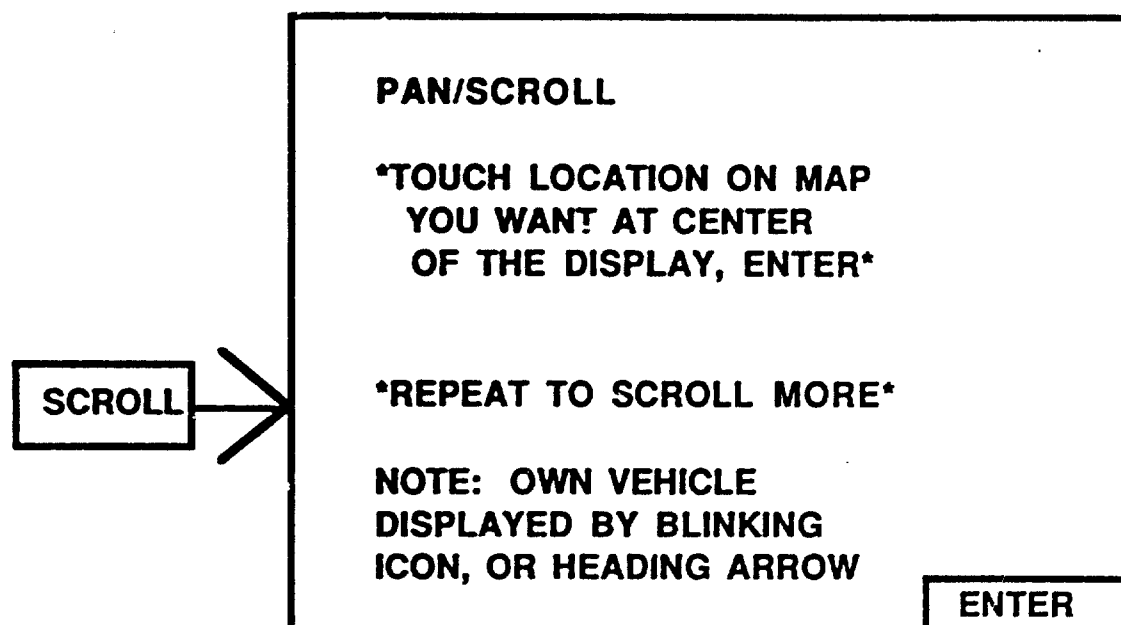 PAN/SCROLL
*TOUCH LOCATION ON MAP
YOU WANT AT CENTER
OF THE DISPLAY, ENTER*
SCROLL
*REPEAT TO SCROLL MORE*
NOTE: OWN VEHICLE
DISPLAYED BY BLINKING
ICON, OR HEADING ARROW
ENTER